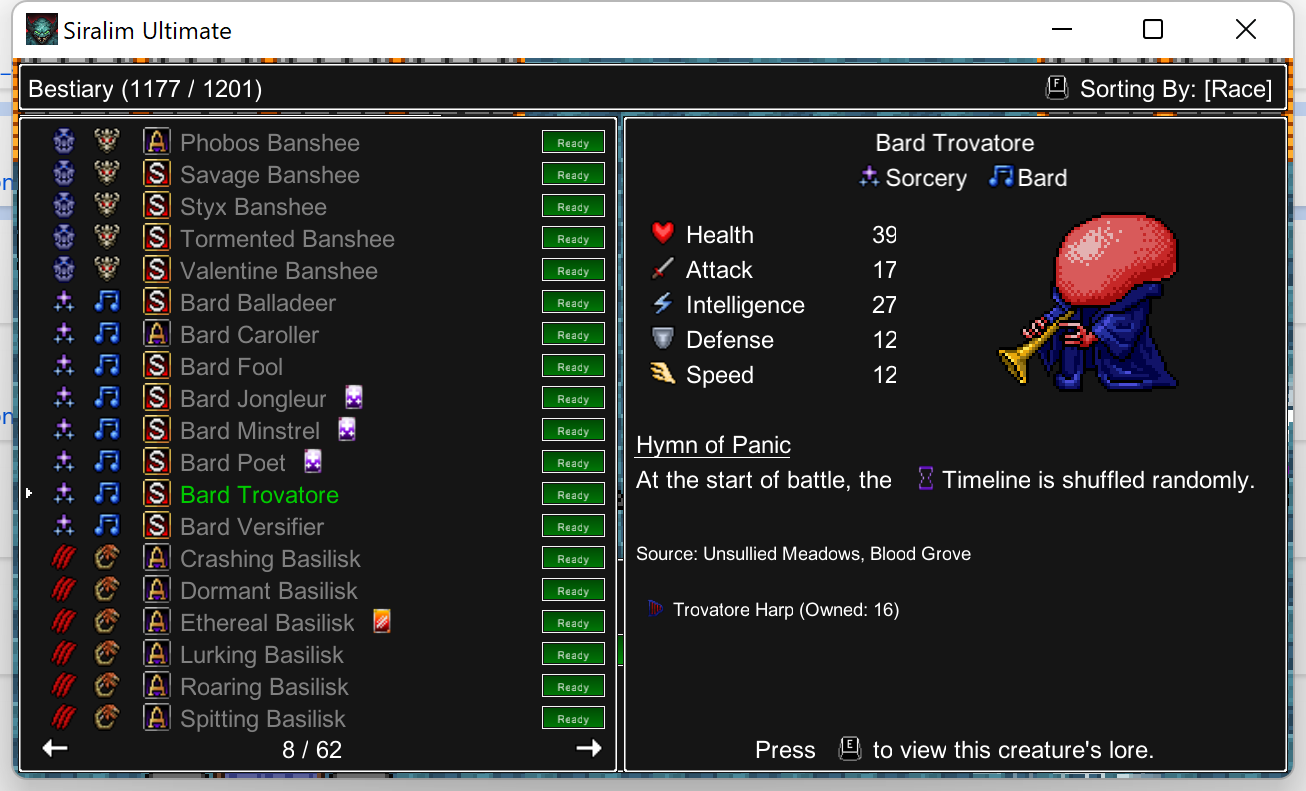 Siralim Ultimate
Bestiary (1177 / 1201)
F Sorting By: [Race]
A Phobos Banshee Ready
S Savage Banshee Ready
S Styx Banshee Ready
S Tormented Banshee Ready
S Valentine Banshee Ready
S Bard Balladeer Ready
A Bard Caroller Ready
S Bard Fool Ready
S Bard Jongleur Ready
S Bard Minstrel Ready
S Bard Poet Ready
S Bard Trovatore Ready
S Bard Versifier Ready
A Crashing Basilisk Ready
A Dormant Basilisk Ready
A Ethereal Basilisk Ready
A Lurking Basilisk Ready
A Roaring Basilisk Ready
A Spitting Basilisk Ready
8 / 62
Bard Trovatore
Sorcery Bard
Health 39
Attack 17
Intelligence 27
Defense 12
Speed 12
Hymn of Panic
At the start of battle, the Timeline is shuffled randomly.
Source: Unsullied Meadows, Blood Grove
Trovatore Harp (Owned: 16)
Press E to view this creature's lore.